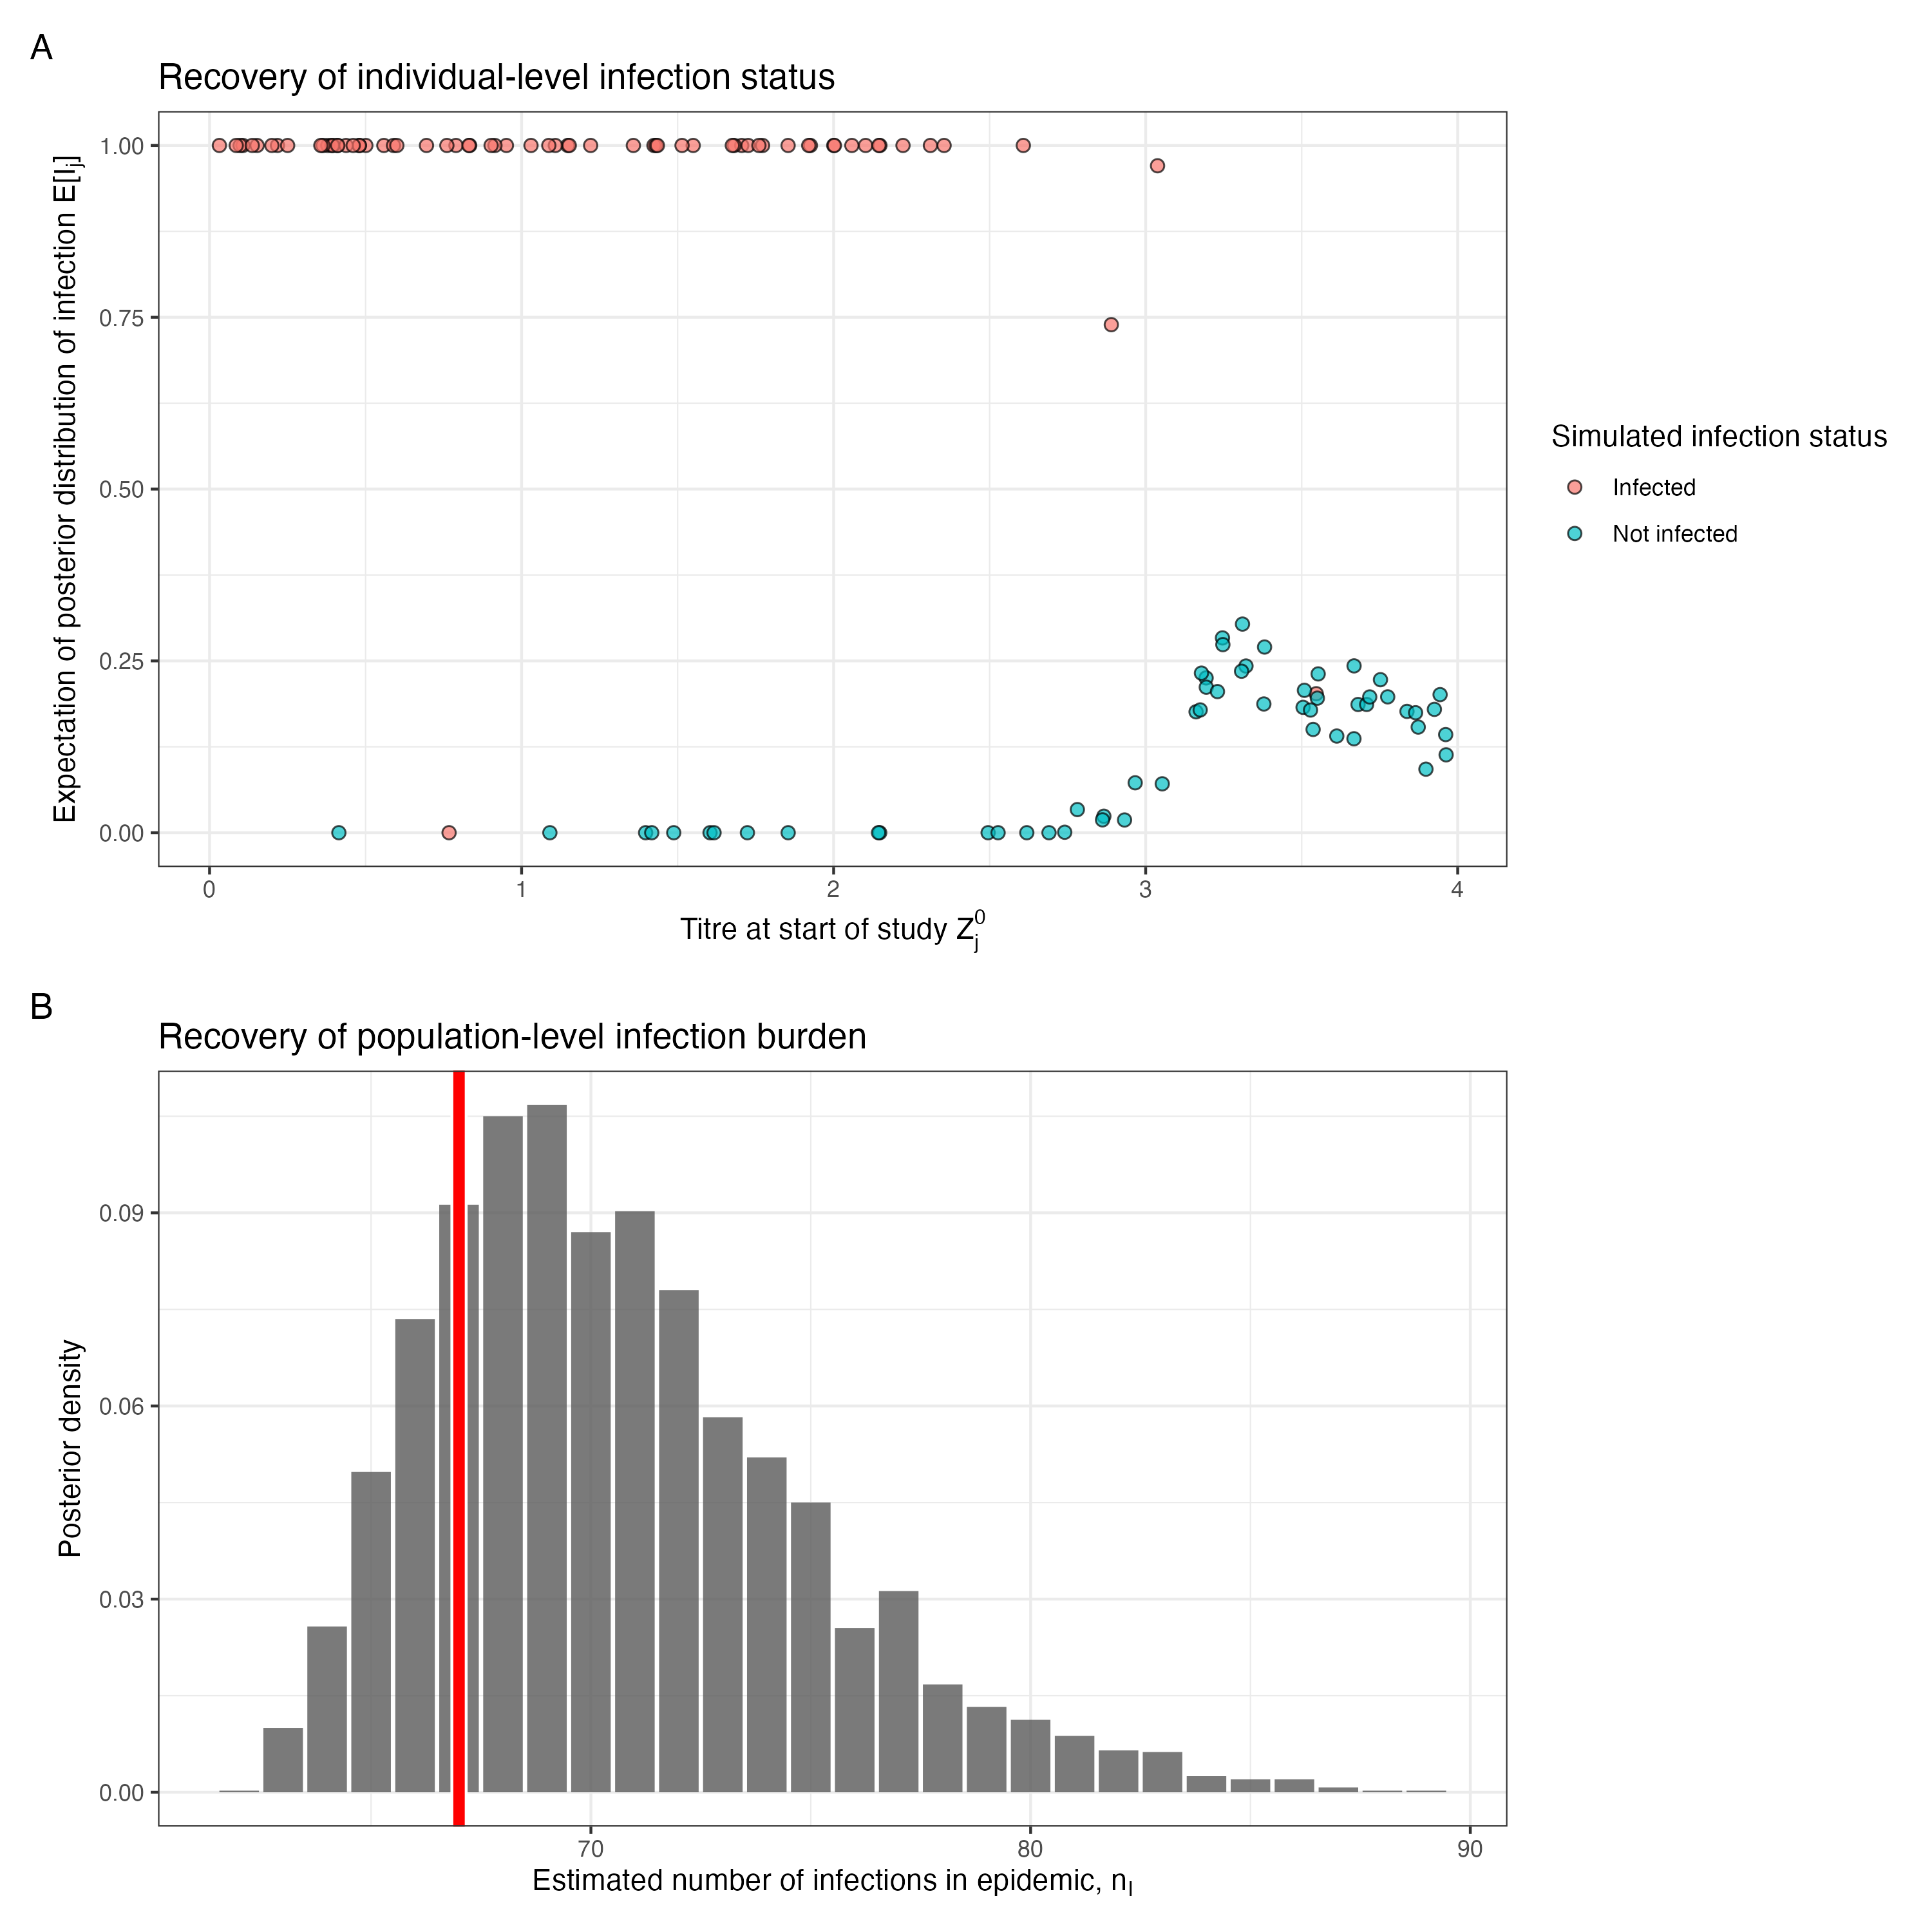 A
Recovery of individual-level infection status
Expectation of posterior distribution of infection E[Ij]
1.00
0.75
0.50
0.25
0.00
0 1 2 3 4
Titre at start of study Zj0
Simulated infection status
Infected
Not infected
B
Recovery of population-level infection burden
Posterior density
0.09
0.06
0.03
0.00
70 80 90
Estimated number of infections in epidemic, nI